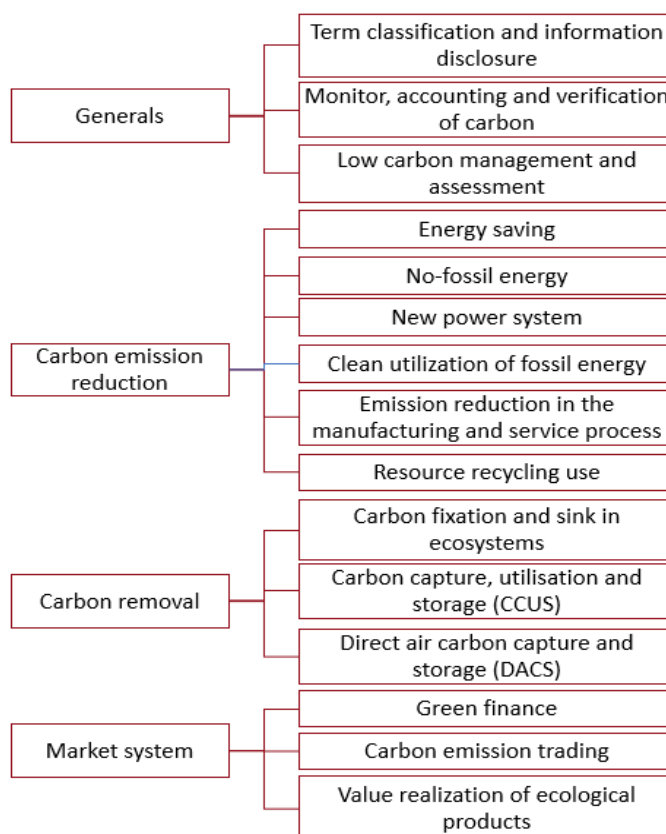 Generals
Term classification and information
disclosure
Monitor, accounting and verification
of carbon
Low carbon management and
assessment
Carbon emission
reduction
Energy saving
No-fossil energy
New power system
Clean utilization of fossil energy
Emission reduction in the
manufacturing and service process
Resource recycling use
Carbon removal
Carbon fixation and sink in
ecosystems
Carbon capture, utilisation and
storage (CCUS)
Direct air carbon capture and
storage (DACS)
Market system
Green finance
Carbon emission trading
Value realization of ecological
products